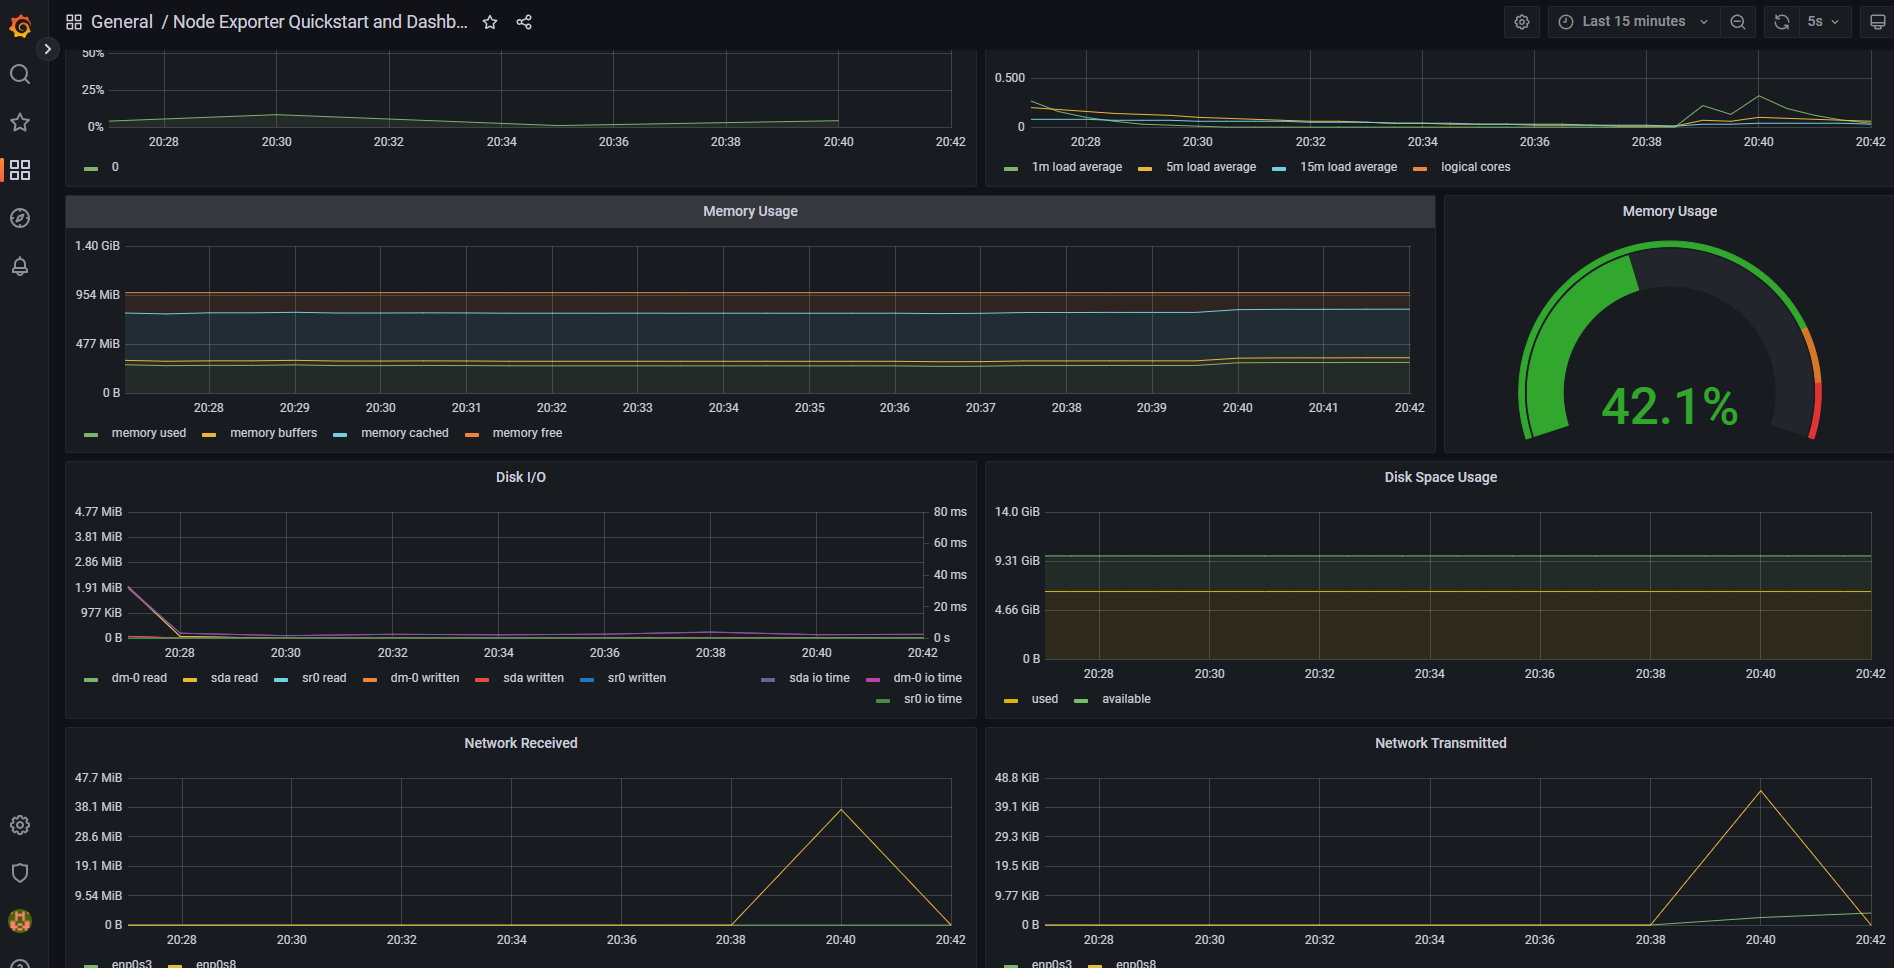 General / Node Exporter Quickstart and Dashb...
Last 15 minutes
5s
50%
25%
0%
20:28 20:30 20:32 20:34 20:36 20:38 20:40 20:42
0
0.500
0
20:28 20:30 20:32 20:34 20:36 20:38 20:40 20:42
1m load average 5m load average 15m load average logical cores
Memory Usage
1.40 GiB
954 MiB
477 MiB
0 B
20:28 20:29 20:30 20:31 20:32 20:33 20:34 20:35 20:36 20:37 20:38 20:39 20:40 20:41 20:42
memory used memory buffers memory cached memory free
Memory Usage
42.1%
Disk I/O
4.77 MiB
3.81 MiB
2.86 MiB
1.91 MiB
977 KiB
0 B
80 ms
60 ms
40 ms
20 ms
0 s
20:28 20:30 20:32 20:34 20:36 20:38 20:40 20:42
dm-0 read sda read sr0 read dm-0 written sda written sr0 written sda io time dm-0 io time
sr0 io time
Disk Space Usage
14.0 GiB
9.31 GiB
4.66 GiB
0 B
20:28 20:30 20:32 20:34 20:36 20:38 20:40 20:42
used available
Network Received
47.7 MiB
38.1 MiB
28.6 MiB
19.1 MiB
9.54 MiB
0 B
20:28 20:30 20:32 20:34 20:36 20:38 20:40 20:42
enp0s3 enp0s8
Network Transmitted
48.8 KiB
39.1 KiB
29.3 KiB
19.5 KiB
9.77 KiB
0 B
20:28 20:30 20:32 20:34 20:36 20:38 20:40 20:42
enp0s3 enp0s8